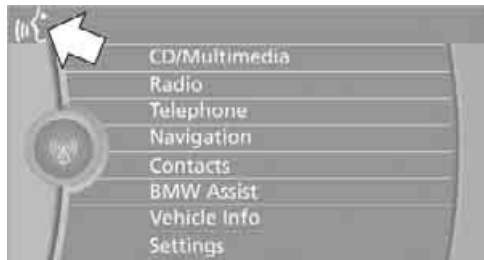 CD/Multimedia
Radio
Telephone
Navigation
Contacts
BMW Assist
Vehicle Info
Settings